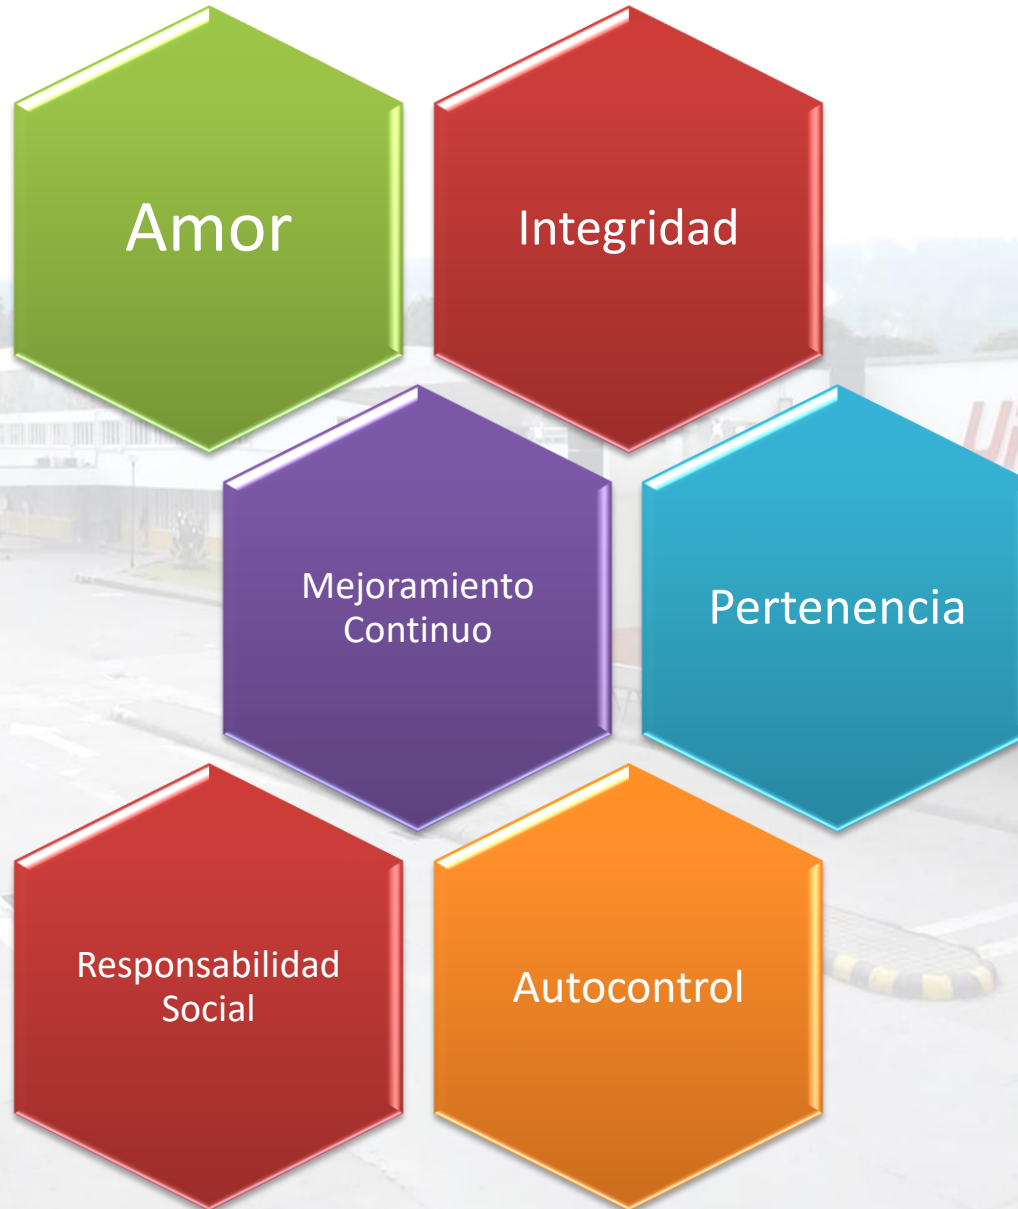 Amor
Integridad
Mejoramiento
Continuo
Pertenencia
Responsabilidad
Social
Autocontrol